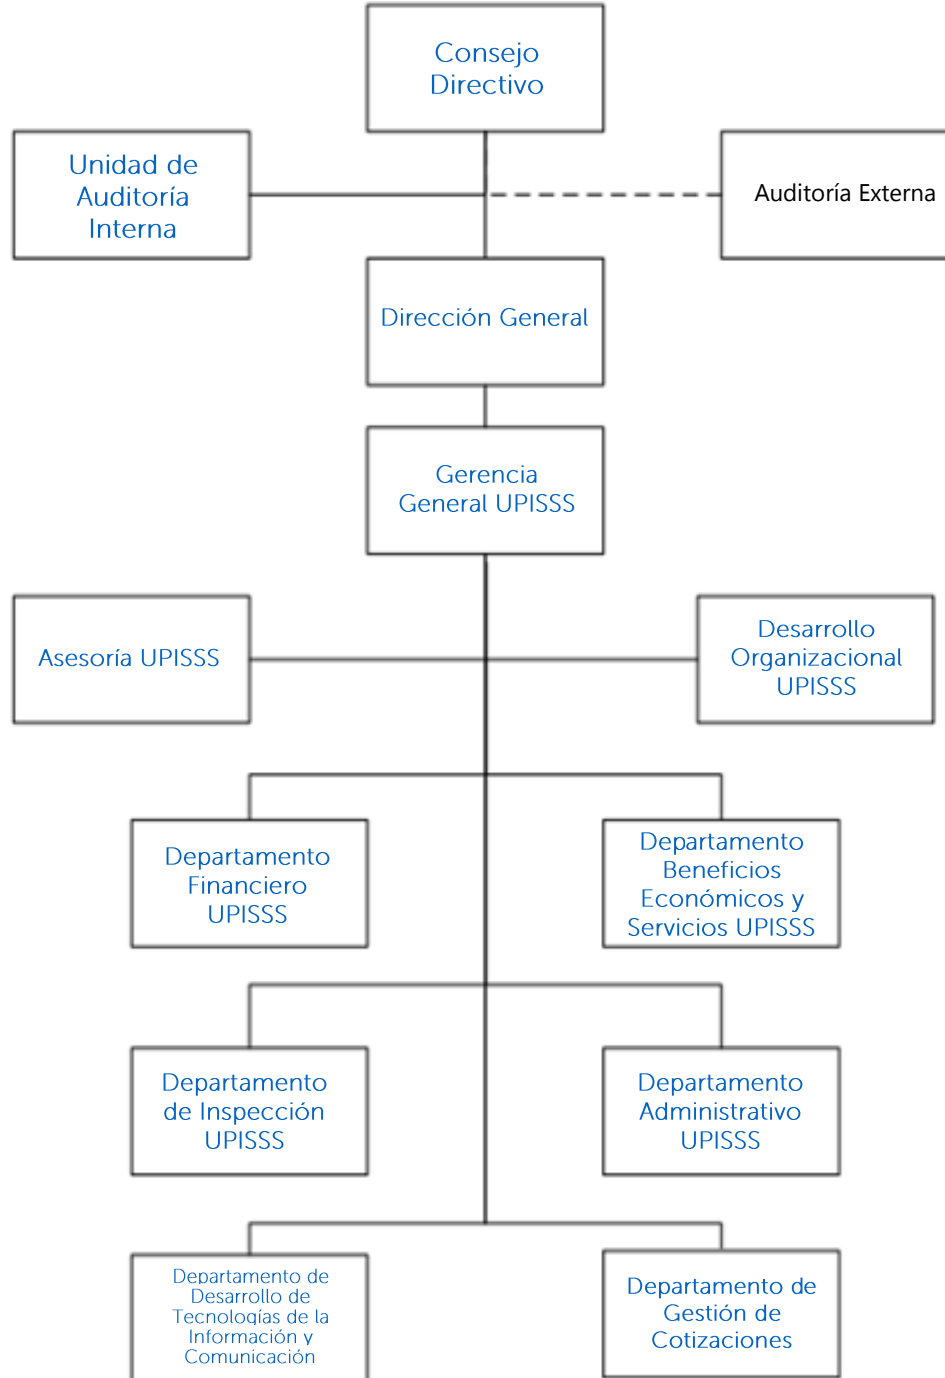 Consejo
Directivo
Unidad de
Auditoría
Interna
Auditoría Externa
Dirección General
Gerencia
General UPISSS
Asesoría UPISSS
Desarrollo
Organizacional
UPISSS
Departamento
Financiero
UPISSS
Departamento
Beneficios
Económicos y
Servicios UPISSS
Departamento
de Inspección
UPISSS
Departamento
Administrativo
UPISSS
Departamento de
Desarrollo de
Tecnologías de la
Información y
Comunicación
Departamento de
Gestión de
Cotizaciones